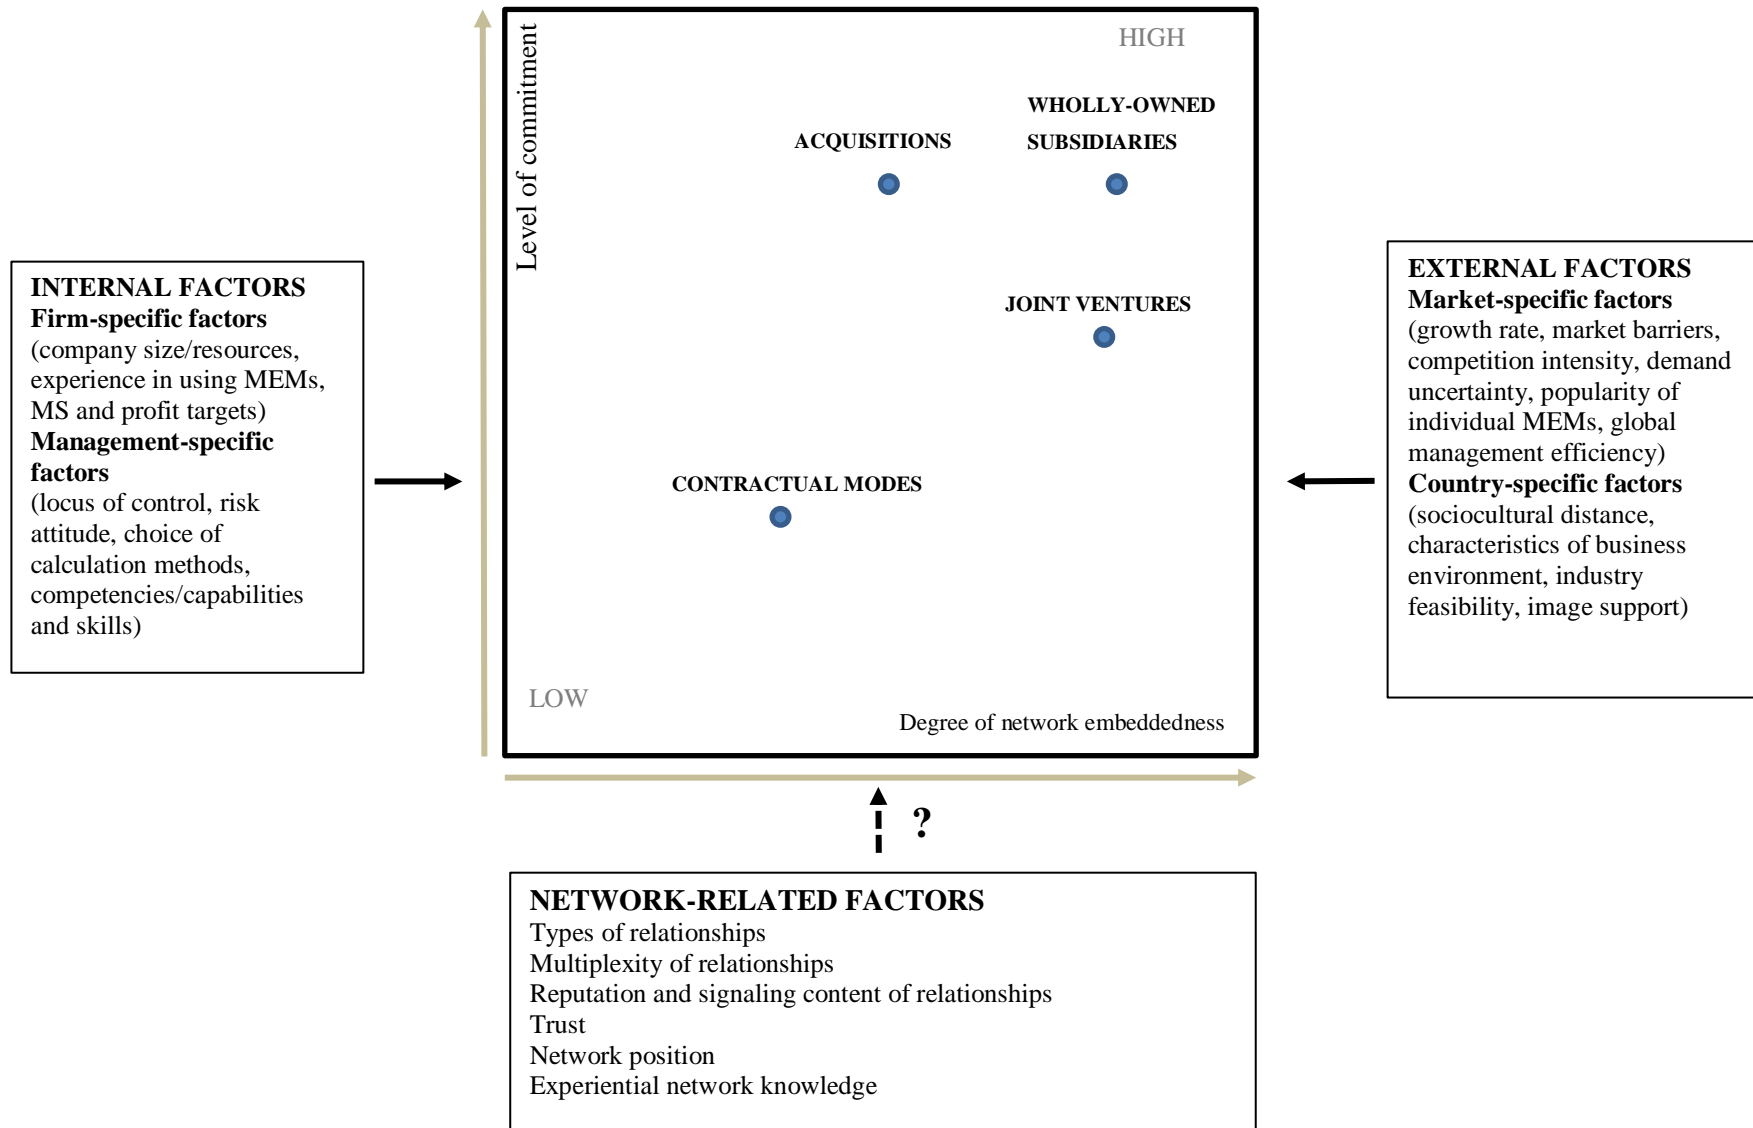 HIGH
Level of commitment
WHOLLY-OWNED
SUBSIDIARIES
ACQUISITIONS
JOINT VENTURES
CONTRACTUAL MODES
LOW
Degree of network embeddedness
INTERNAL FACTORS
Firm-specific factors
(company size/resources,
experience in using MEMs,
MS and profit targets)
Management-specific
factors
(locus of control, risk
attitude, choice of
calculation methods,
competencies/capabilities
and skills)
EXTERNAL FACTORS
Market-specific factors
(growth rate, market barriers,
competition intensity, demand
uncertainty, popularity of
individual MEMs, global
management efficiency)
Country-specific factors
(sociocultural distance,
characteristics of business
environment, industry
feasibility, image support)
?
NETWORK-RELATED FACTORS
Types of relationships
Multiplexity of relationships
Reputation and signaling content of relationships
Trust
Network position
Experiential network knowledge